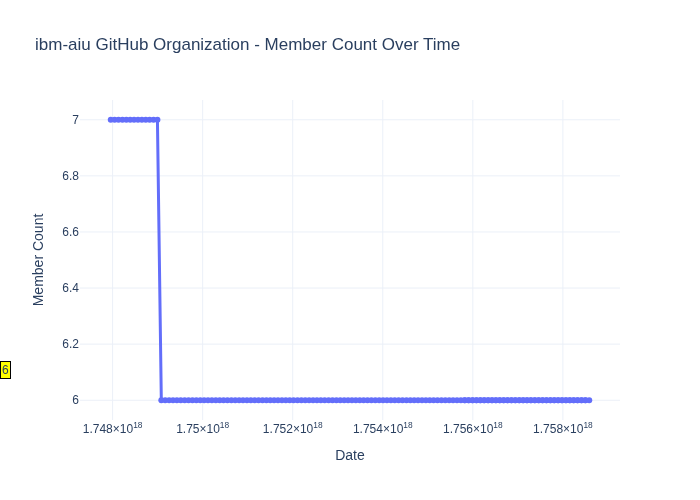 ibm-aiu GitHub Organization - Member Count Over Time
7
6.8
6.6
6.4
6.2
6
Member Count
6
1.748×10¹⁸ 1.75×10¹⁸ 1.752×10¹⁸ 1.754×10¹⁸ 1.756×10¹⁸ 1.758×10¹⁸
Date